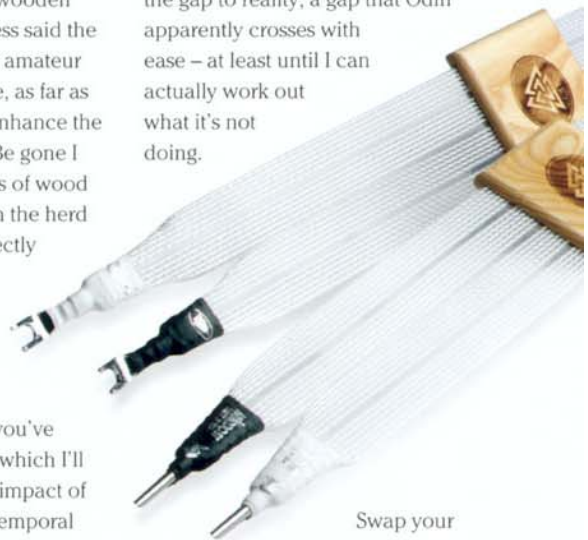 wooden
ess said the
amateur
e, as far as
nhance the
Be gone I
s of wood
n the herd
ectly
you've
which I'll
impact of
emporal
the gap to reality, a gap that Odin
apparently crosses with
ease – at least until I can
actually work out
what it's not
doing.
Swap your